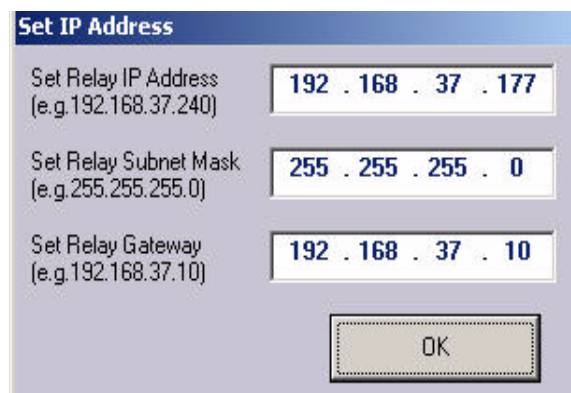 Set IP Address
Set Relay IP Address
(e.g.192.168.37.240)
192 . 168 . 37 . 177
Set Relay Subnet Mask
(e.g.255.255.255.0)
255 . 255 . 255 . 0
Set Relay Gateway
(e.g.192.168.37.10)
192 . 168 . 37 . 10
OK